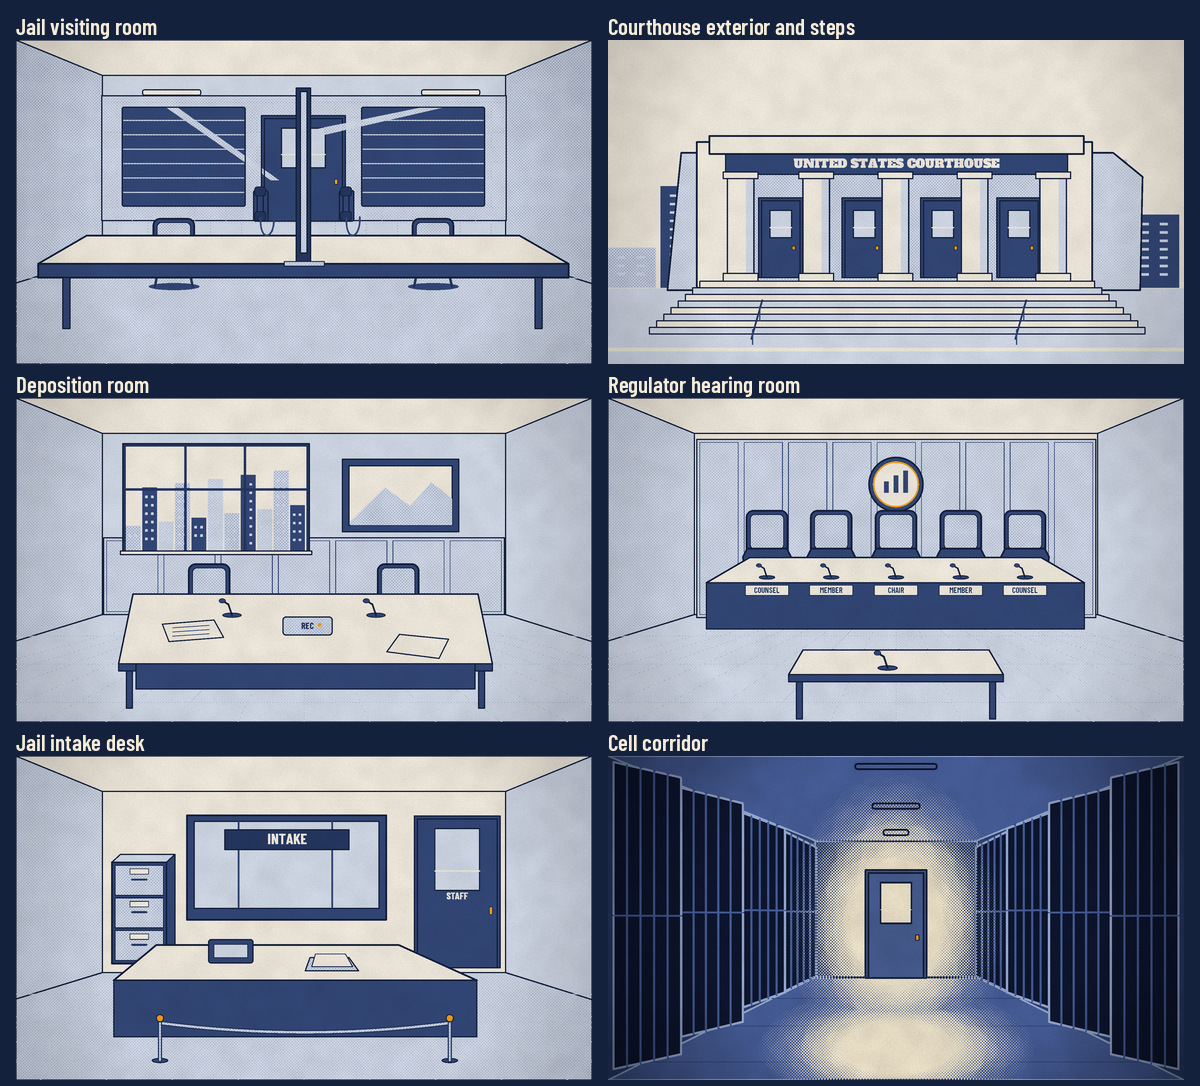 Jail visiting room
Courthouse exterior and steps
UNITED STATES COURTHOUSE
Deposition room
REC
Regulator hearing room
COUNSEL MEMBER CHAIR MEMBER COUNSEL
Jail intake desk
INTAKE
STAFF
Cell corridor